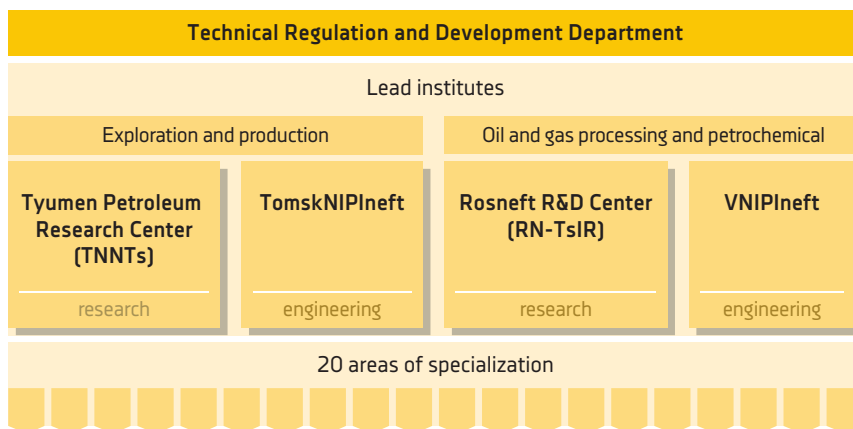 Technical Regulation and Development Department
Lead institutes
Exploration and production
Oil and gas processing and petrochemical
Tyumen Petroleum
Research Center
(TNNTs)
research
TomskNIPIneft
engineering
Rosneft R&D Center
(RN-TsIR)
research
VNIPIneft
engineering
20 areas of specialization